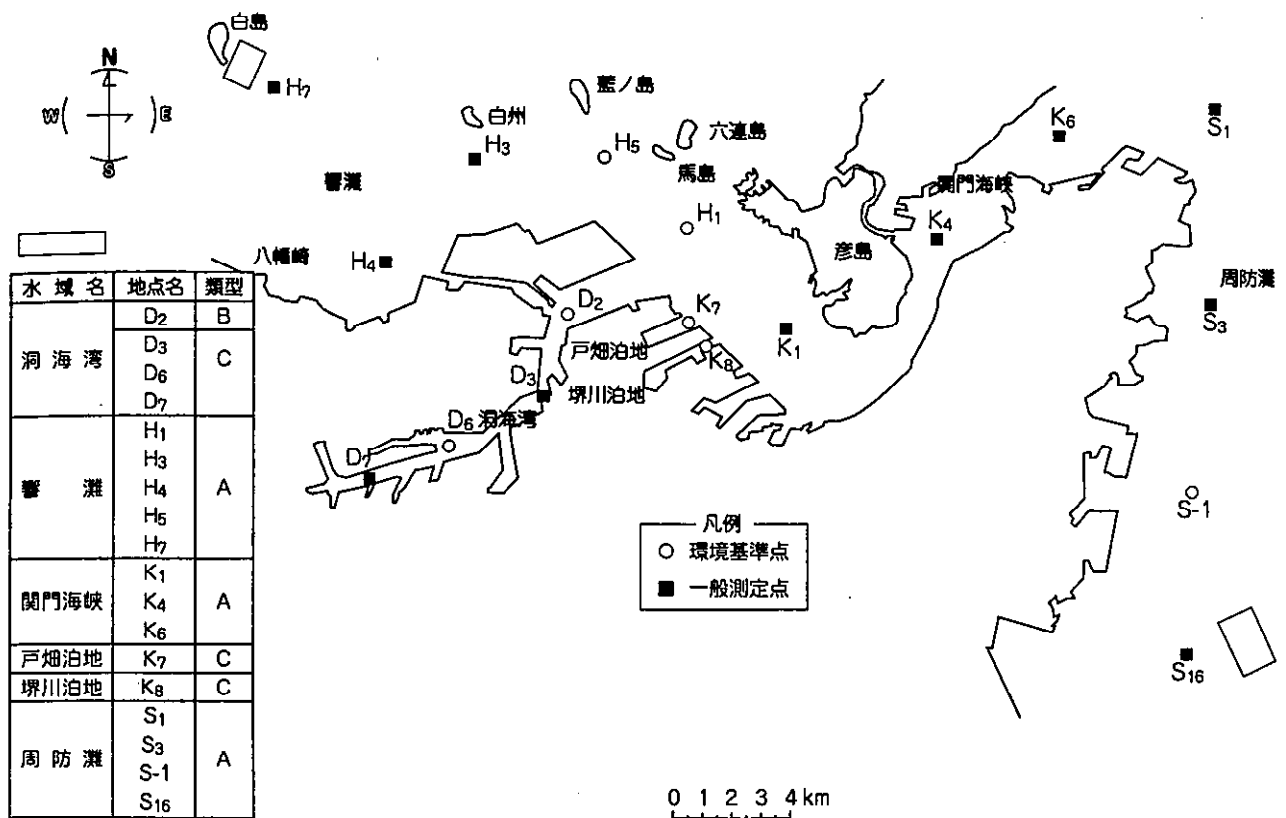 白島
N
W
E
S
H7
藍ノ島
白州
H3
H5
六連島
馬島
K6
S1
響灘
関門海峡
H1
K4
彦島
八幡崎
H4
周防灘
S3
D2
K7
K1
戸畑泊地
K8
D3
堺川泊地
D6 洞海湾
D7
S-1
S16
水域名 地点名 類型
洞海湾 D2 B
D3 C
D6
D7
響灘 H1 A
H3
H4
H5
H7
関門海峡 K1 A
K4
K6
戸畑泊地 K7 C
堺川泊地 K8 C
周防灘 S1 A
S3
S-1
S16
凡例
○ 環境基準点
■ 一般測定点
0 1 2 3 4 km